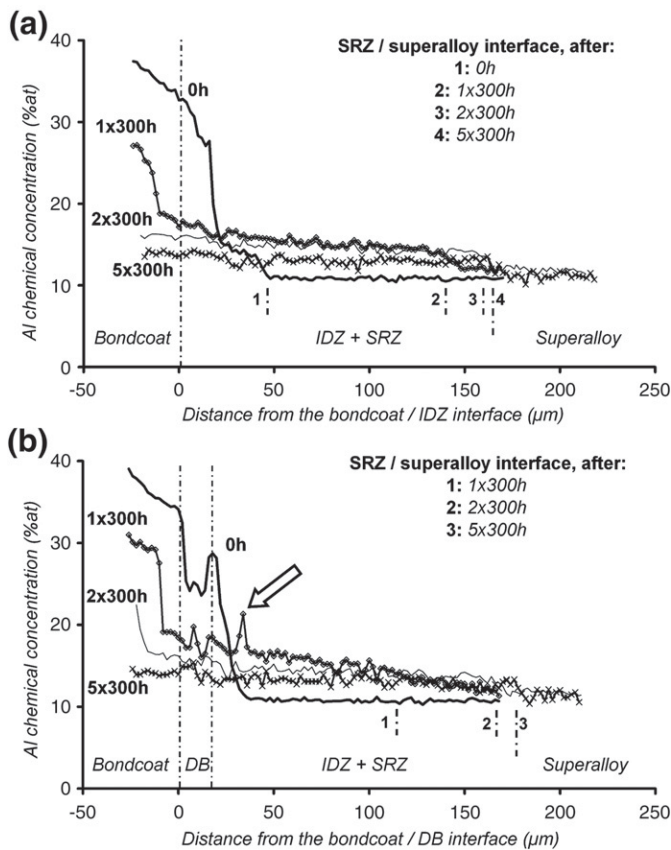 (a)
40
30
20
10
0
Al chemical concentration (%at)
SRZ / superalloy interface, after:
1: 0h
2: 1x300h
3: 2x300h
4: 5x300h
0h
1x300h
2x300h
5x300h
1
2
3
4
Bondcoat
IDZ + SRZ
Superalloy
-50
0
50
100
150
200
250
Distance from the bondcoat / IDZ interface (µm)
(b)
40
30
20
10
0
Al chemical concentration (%at)
SRZ / superalloy interface, after:
1: 1x300h
2: 2x300h
3: 5x300h
1x300h
0h
2x300h
5x300h
1
2
3
Bondcoat
DB
IDZ + SRZ
Superalloy
-50
0
50
100
150
200
250
Distance from the bondcoat / DB interface (µm)